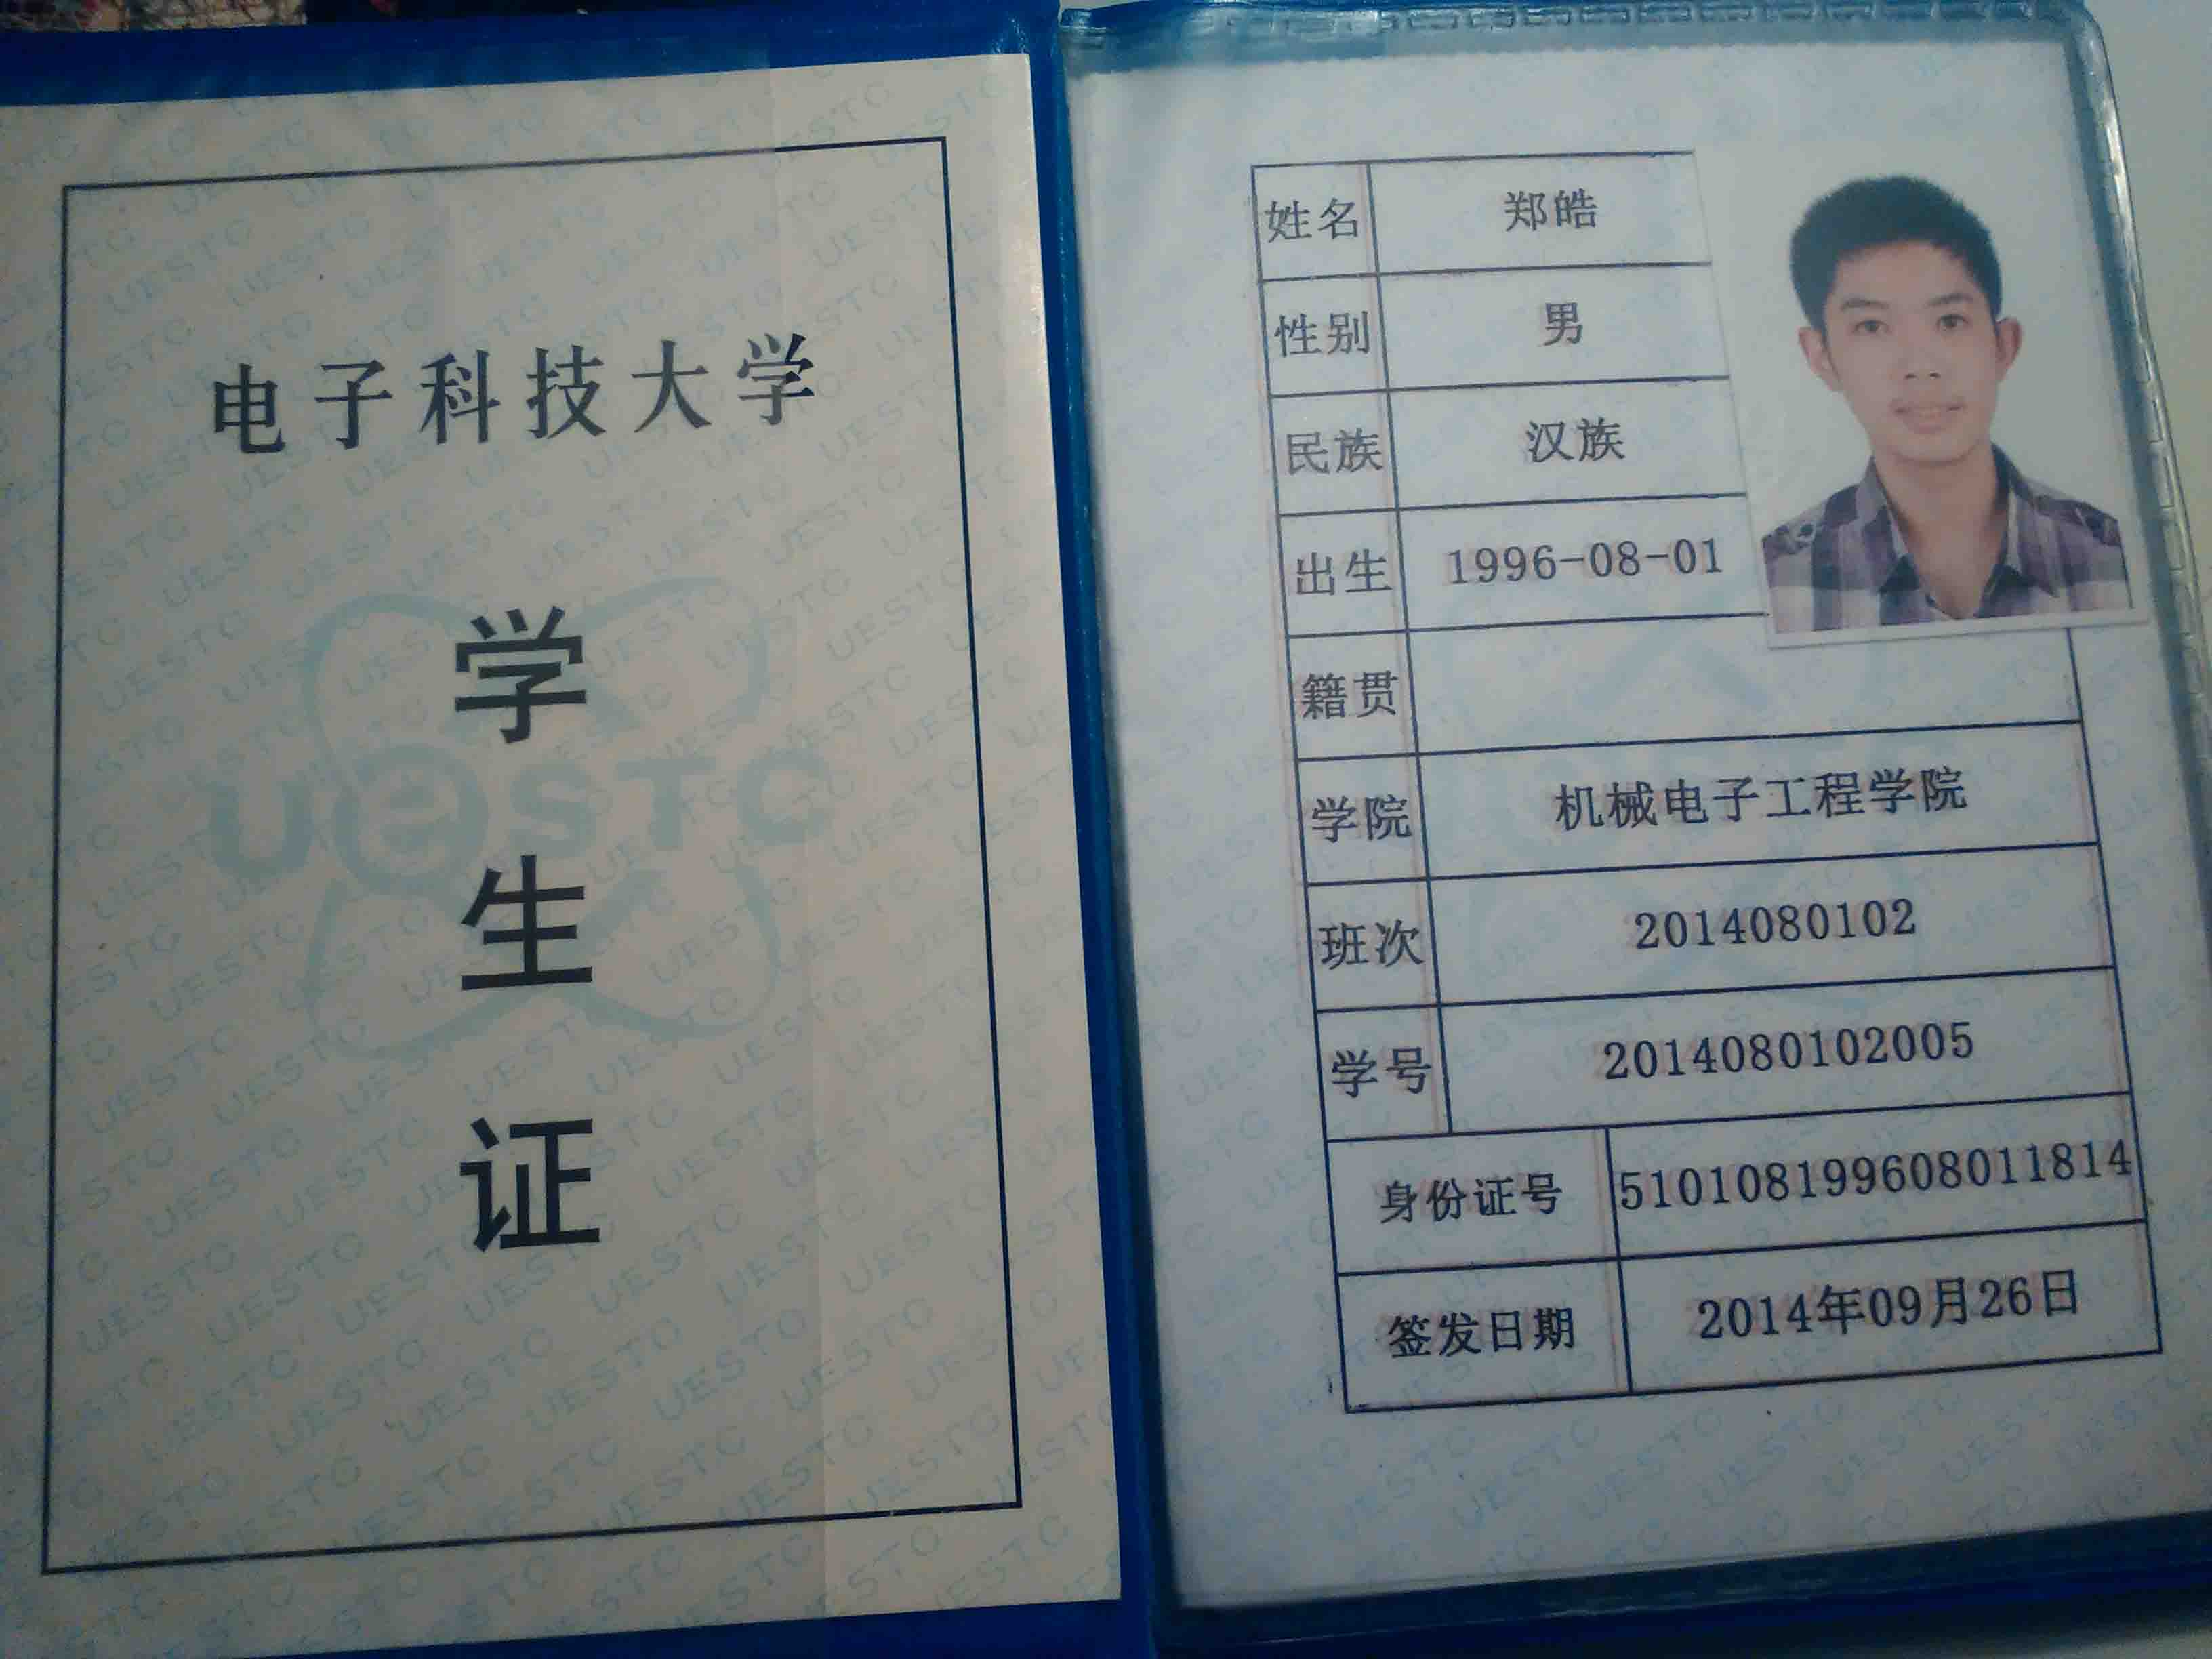 电子科技大学
学
生
证
UESTC
姓名 郑皓
性别 男
民族 汉族
出生 1996-08-01
籍贯
学院 机械电子工程学院
班次 2014080102
学号 2014080102005
身份证号 510108199608011814
签发日期 2014年09月26日